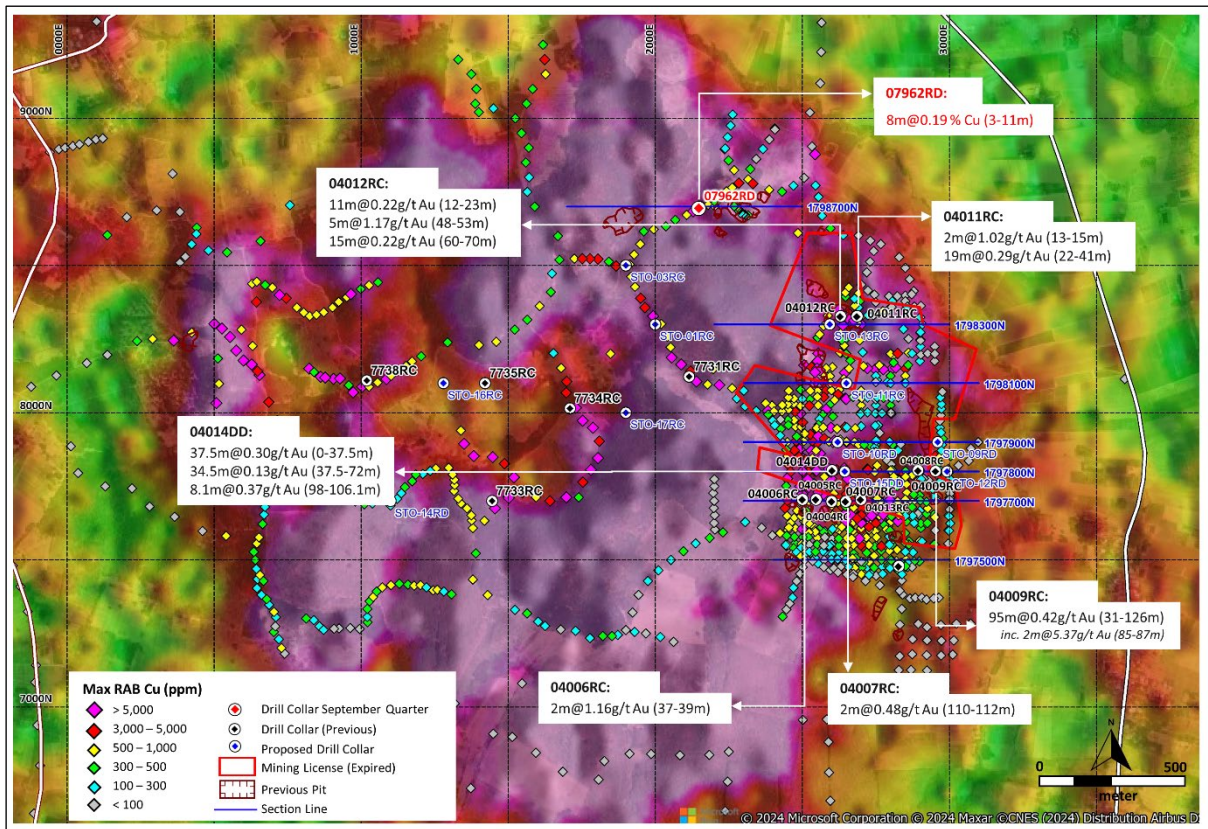 0000E
10000E
20000E
30000E
9000N
8000N
7000N
07962RD:
8m@0.19 % Cu (3-11m)
04012RC:
11m@0.22g/t Au (12-23m)
5m@1.17g/t Au (48-53m)
15m@0.22g/t Au (60-70m)
07962RD
1798700N
04011RC:
2m@1.02g/t Au (13-15m)
19m@0.29g/t Au (22-41m)
STO-03RC
04012RC
04011RC
STO-01RC
STO-13RC
1798300N
7738RC
7735RC
7731RC
STO-16RC
STO-11RC
1798100N
7734RC
STO-17RC
04014DD:
37.5m@0.30g/t Au (0-37.5m)
34.5m@0.13g/t Au (37.5-72m)
8.1m@0.37g/t Au (98-106.1m)
STO-10RD
STO-09RD
1797900N
04014DD
04008RC
1797800N
STO-15DD
STO-12RD
04005RC
04009RC
04006RC
04007RC
1797700N
7733RC
STO-14RD
04004RC
04013RC
1797500N
04009RC:
95m@0.42g/t Au (31-126m)
inc. 2m@5.37g/t Au (85-87m)
04006RC:
2m@1.16g/t Au (37-39m)
04007RC:
2m@0.48g/t Au (110-112m)
Max RAB Cu (ppm)
> 5,000
3,000 – 5,000
500 – 1,000
300 – 500
100 – 300
< 100
Drill Collar September Quarter
Drill Collar (Previous)
Proposed Drill Collar
Mining License (Expired)
Previous Pit
Section Line
N
0
500
meter
Microsoft
© 2024 Microsoft Corporation © 2024 Maxar ©CNES (2024) Distribution Airbus D